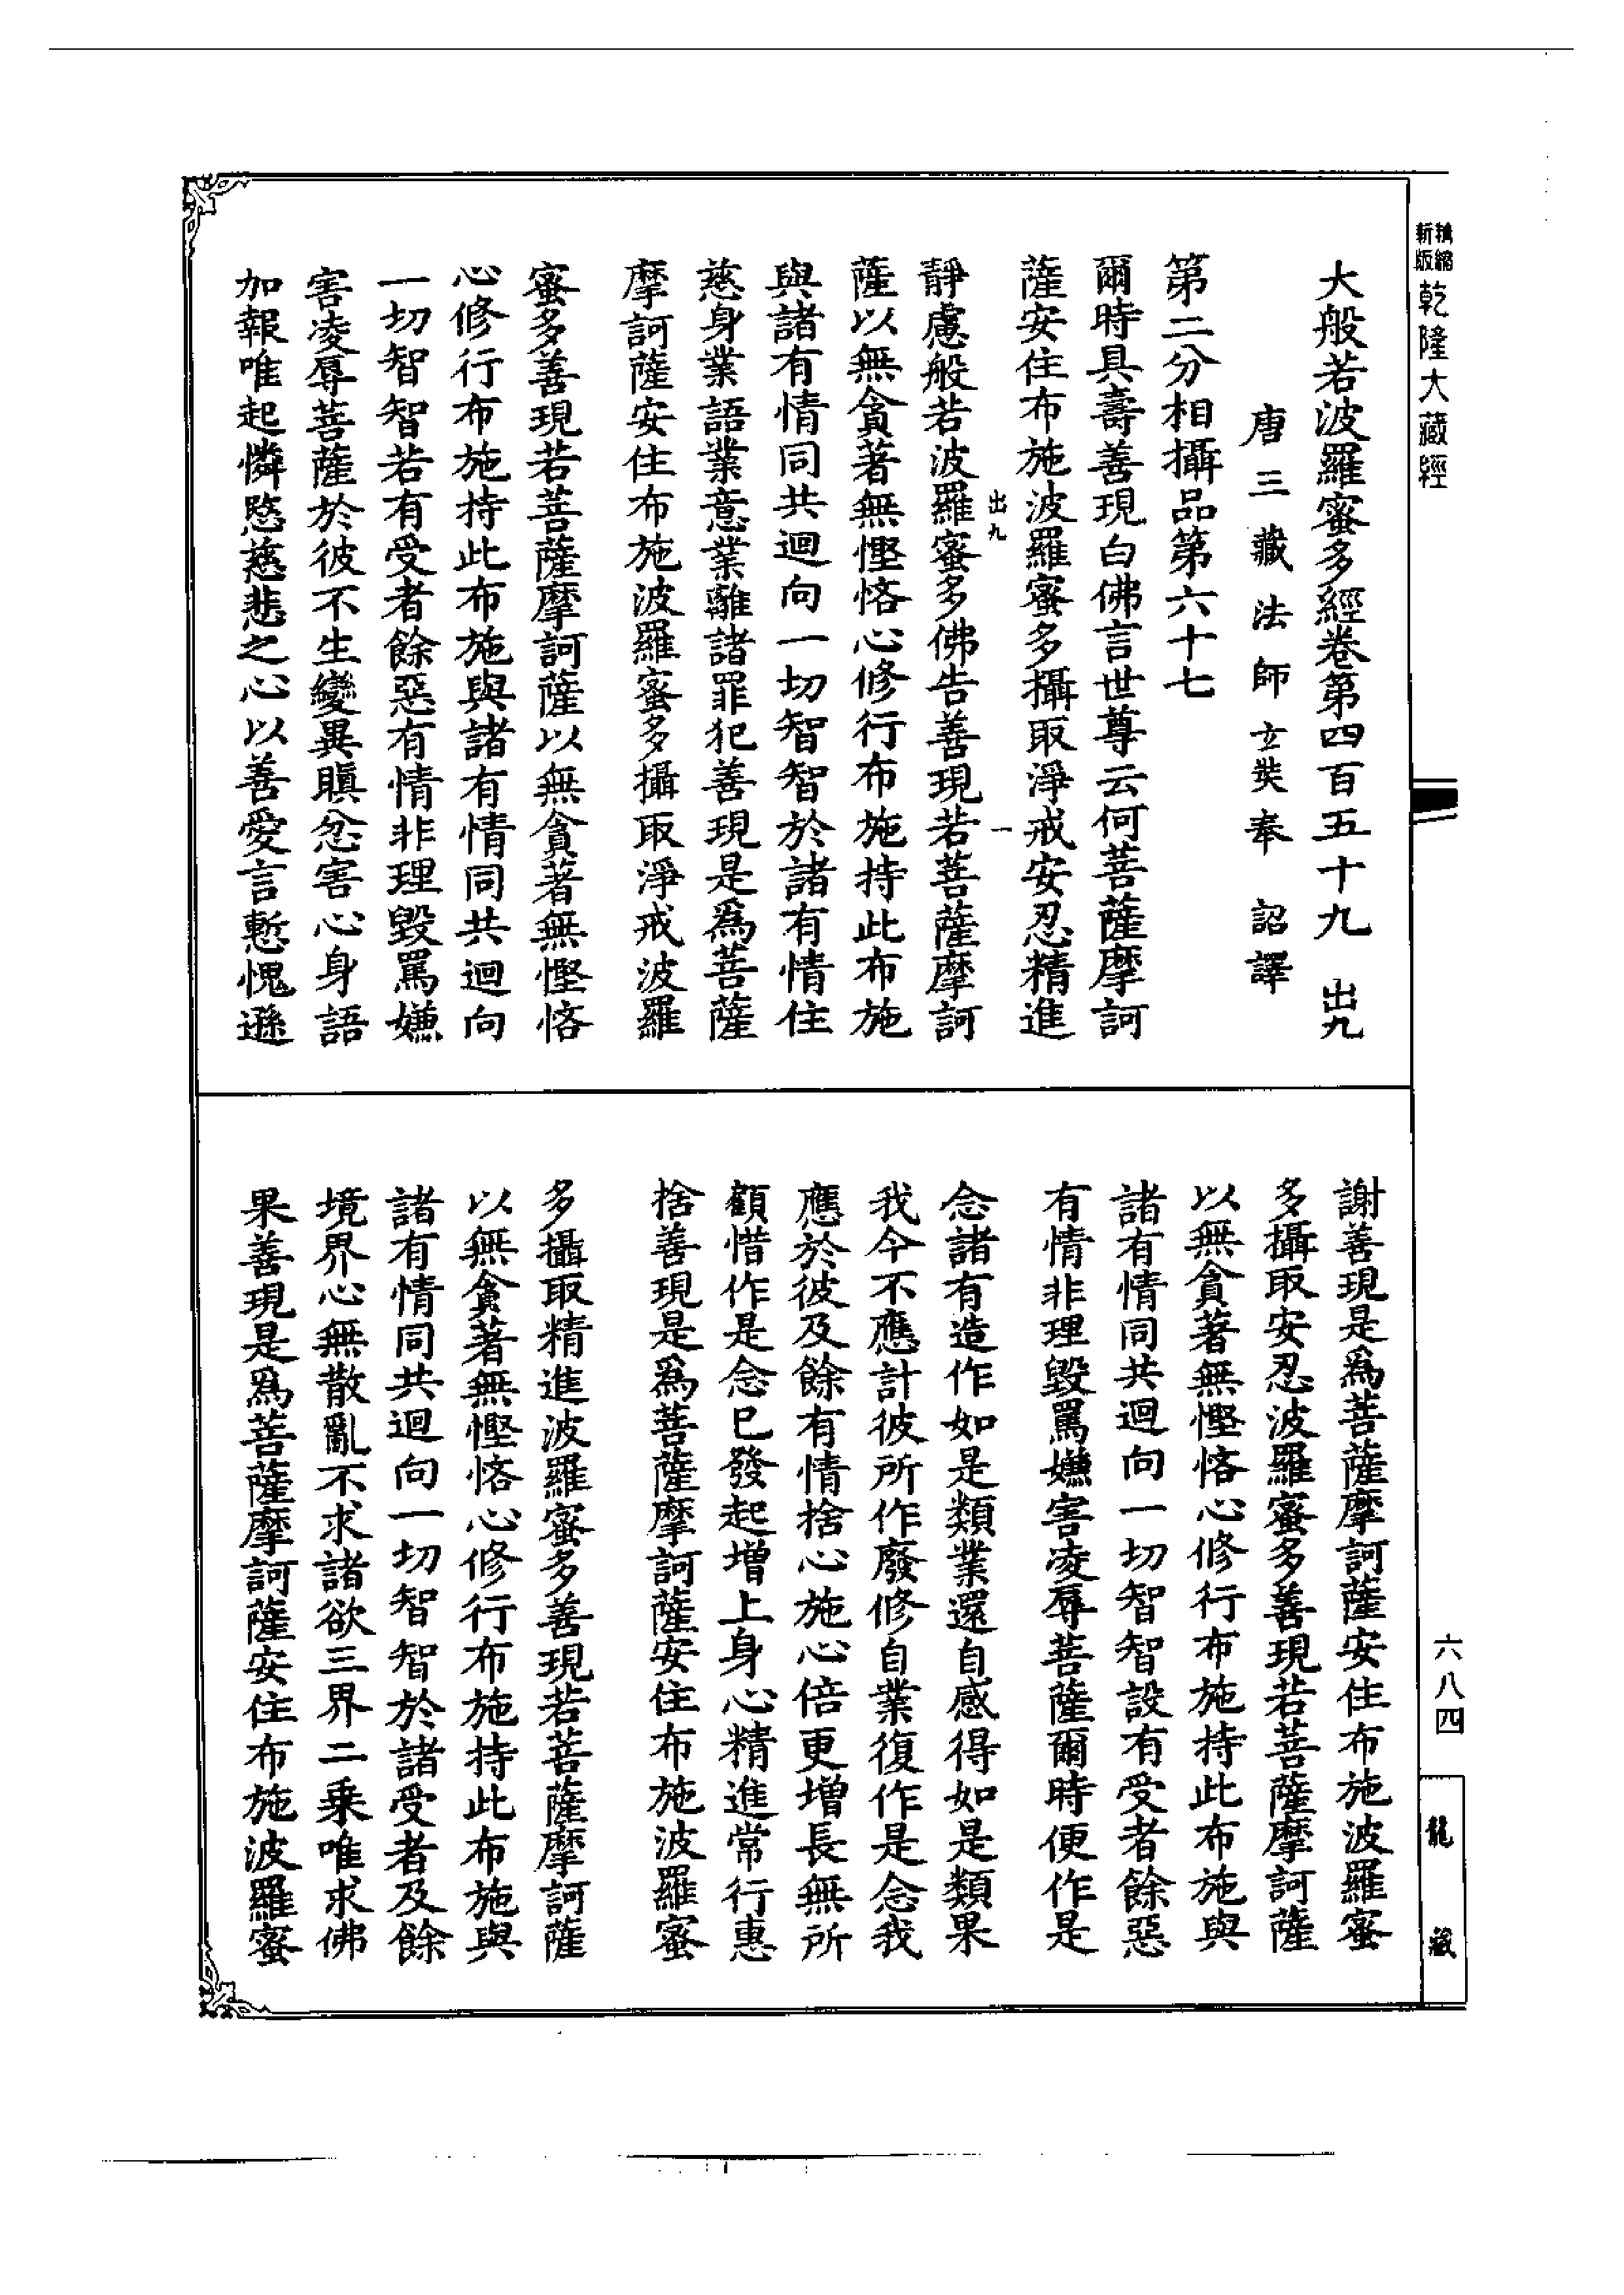 精縮
新版
乾隆大藏經
大般若波羅蜜多經卷第四百五十九　出九
唐三藏法師玄奘奉　詔譯
第二分相攝品第六十七
爾時具壽善現白佛言世尊云何菩薩摩訶
薩安住布施波羅蜜多攝取淨戒安忍精進
出九　一
靜慮般若波羅蜜多佛告善現若菩薩摩訶
薩以無貪著無慳悋心修行布施持此布施
與諸有情同共迴向一切智智於諸有情住
慈身業語業意業離諸罪犯善現是爲菩薩
摩訶薩安住布施波羅蜜多攝取淨戒波羅
蜜多善現若菩薩摩訶薩以無貪著無慳悋
心修行布施持此布施與諸有情同共迴向
一切智智若有受者餘惡有情非理毀罵嫌
害凌辱菩薩於彼不生變異瞋忿害心身語
加報唯起憐愍慈悲之心以善愛言慙愧遜
謝善現是爲菩薩摩訶薩安住布施波羅蜜
多攝取安忍波羅蜜多善現若菩薩摩訶薩
以無貪著無慳悋心修行布施持此布施與
諸有情同共迴向一切智智設有受者餘惡
有情非理毀罵嫌害凌辱菩薩爾時便作是
念諸有造作如是類業還自感得如是類果
我今不應計彼所作廢修自業復作是念我
應於彼及餘有情捨心施心倍更增長無所
顧惜作是念已發起增上身心精進常行惠
捨善現是爲菩薩摩訶薩安住布施波羅蜜
多攝取精進波羅蜜多善現若菩薩摩訶薩
以無貪著無慳悋心修行布施持此布施與
諸有情同共迴向一切智智於諸受者及餘
境界心無散亂不求諸欲三界二乘唯求佛
果善現是爲菩薩摩訶薩安住布施波羅蜜
六八四
龍藏